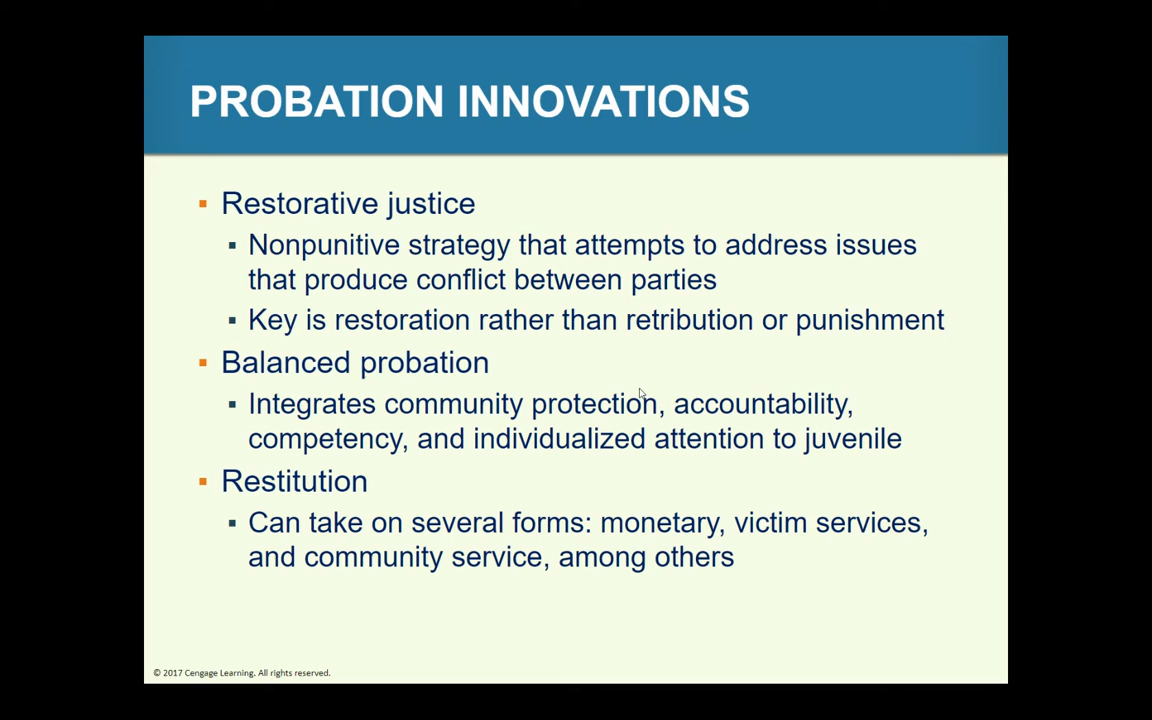 PROBATION INNOVATIONS
▪ Restorative justice
▪ Nonpunitive strategy that attempts to address issues
that produce conflict between parties
▪ Key is restoration rather than retribution or punishment
▪ Balanced probation
▪ Integrates community protection, accountability,
competency, and individualized attention to juvenile
▪ Restitution
▪ Can take on several forms: monetary, victim services,
and community service, among others
© 2017 Cengage Learning. All rights reserved.